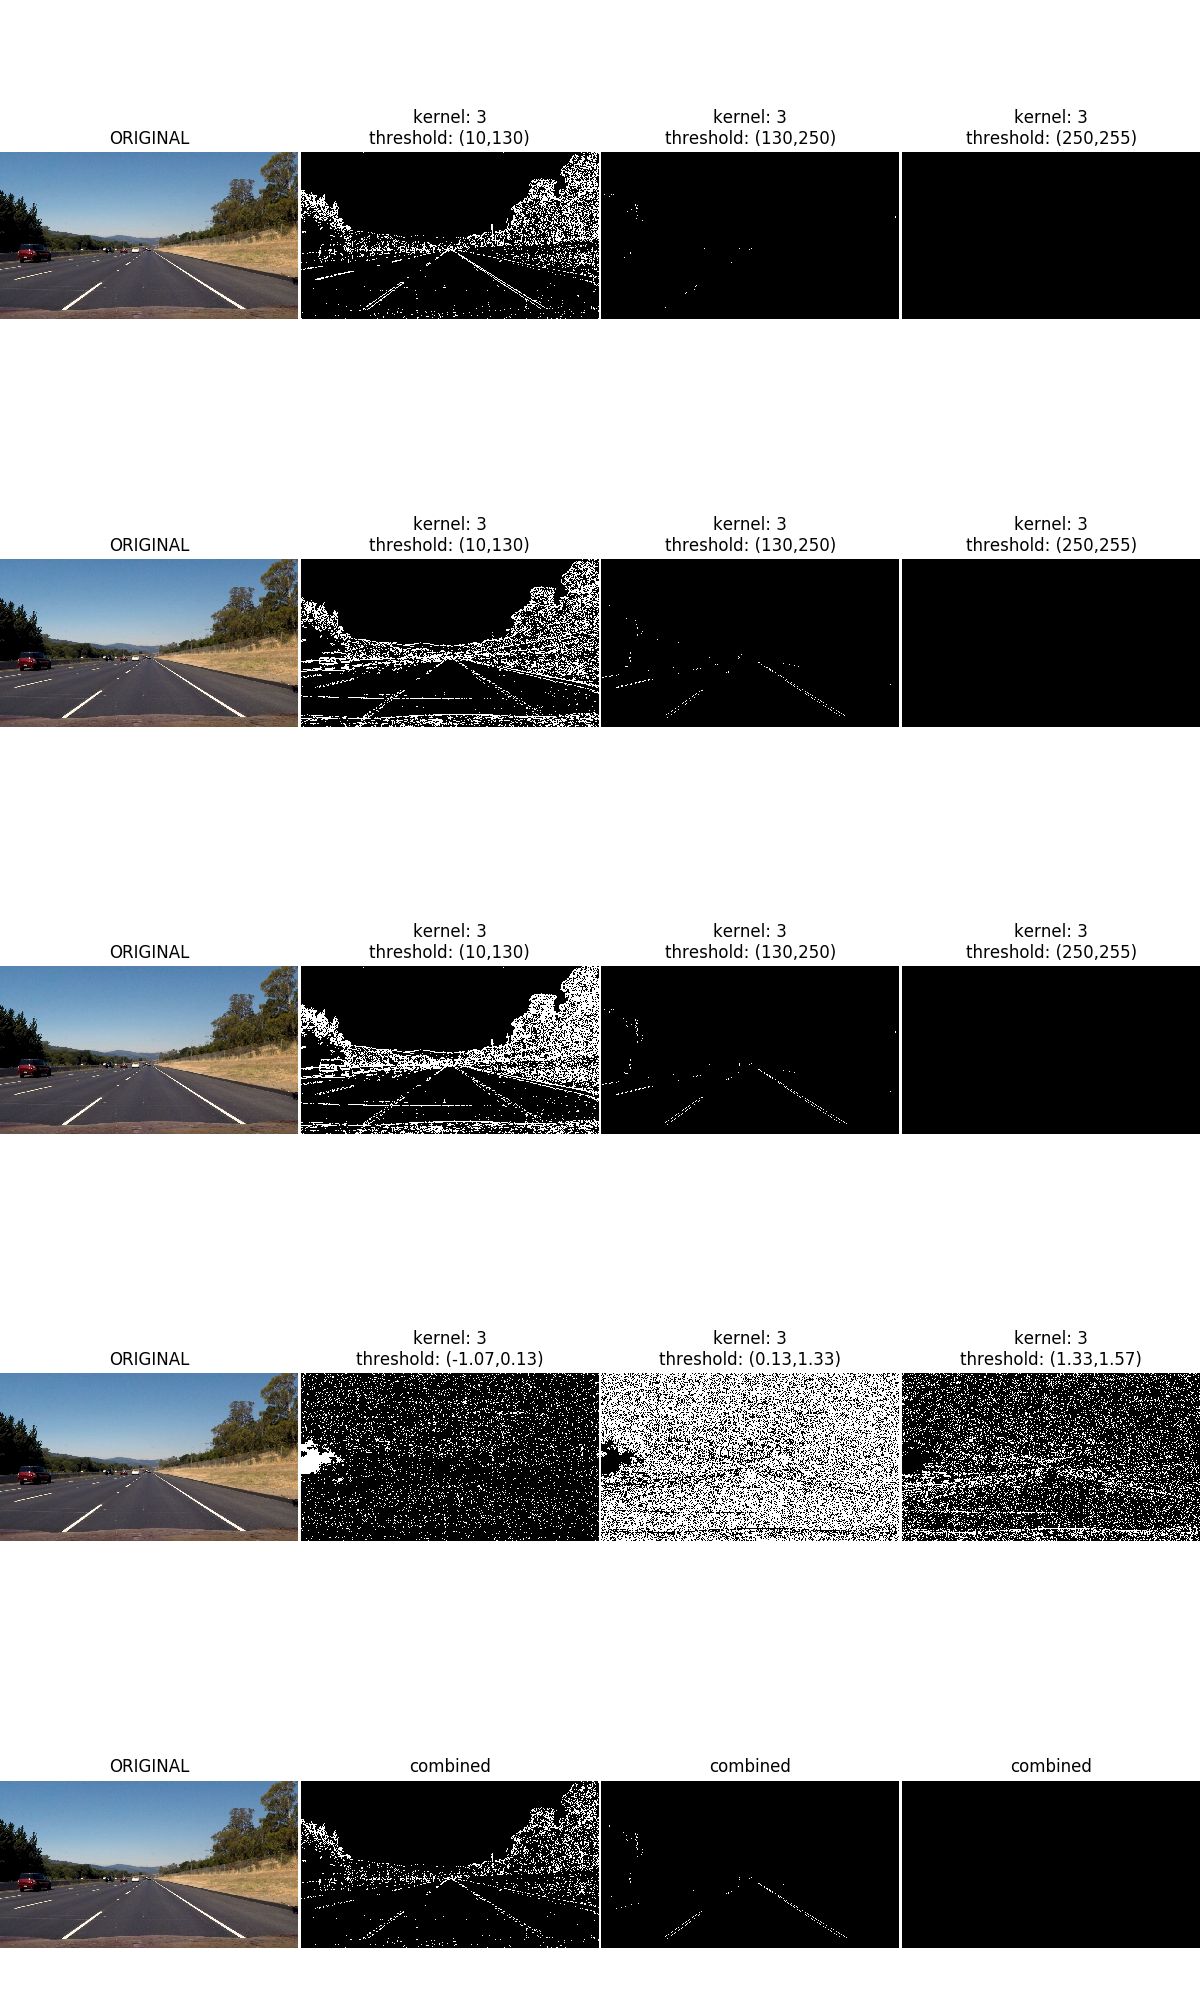 kernel: 3
kernel: 3
kernel: 3
ORIGINAL
threshold: (10,130)
threshold: (130,250)
threshold: (250,255)
kernel: 3
kernel: 3
kernel: 3
ORIGINAL
threshold: (10,130)
threshold: (130,250)
threshold: (250,255)
kernel: 3
kernel: 3
kernel: 3
ORIGINAL
threshold: (10,130)
threshold: (130,250)
threshold: (250,255)
kernel: 3
kernel: 3
kernel: 3
ORIGINAL
threshold: (-1.07,0.13)
threshold: (0.13,1.33)
threshold: (1.33,1.57)
ORIGINAL
combined
combined
combined